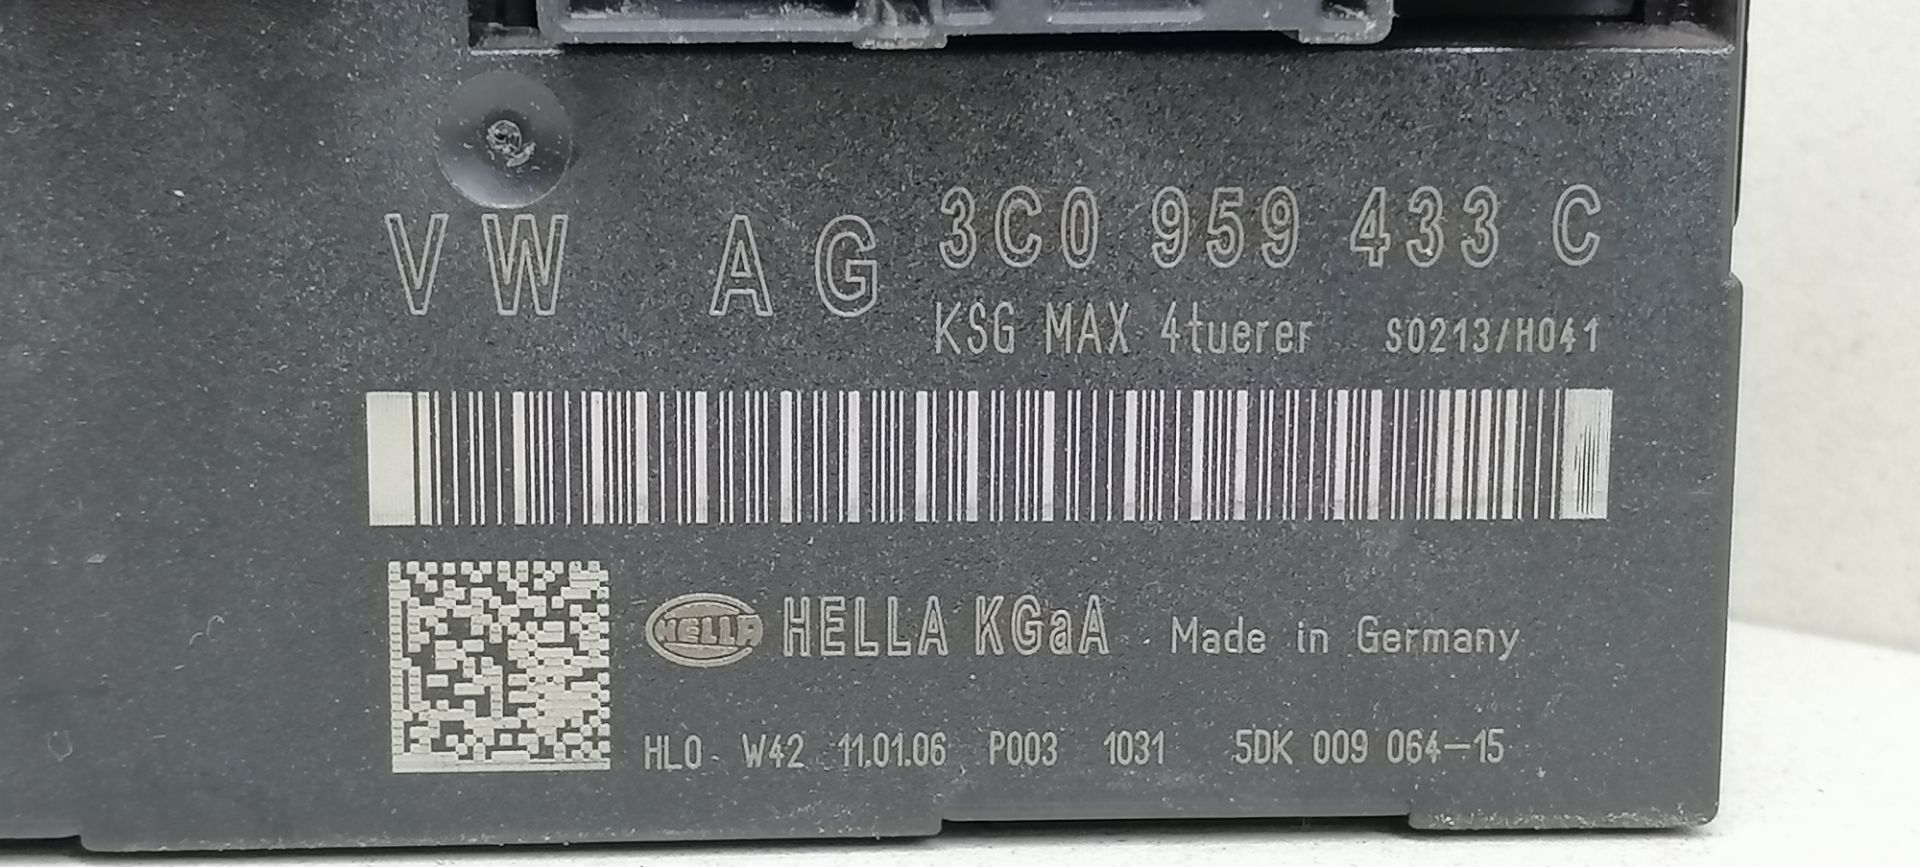 VW AG 3C0 959 433 C
KSG MAX 4tuerer S0213/H041
HELLA HELLA KGaA Made in Germany
HLO W42 11.01.06 P003 1031 5DK 009 064-15